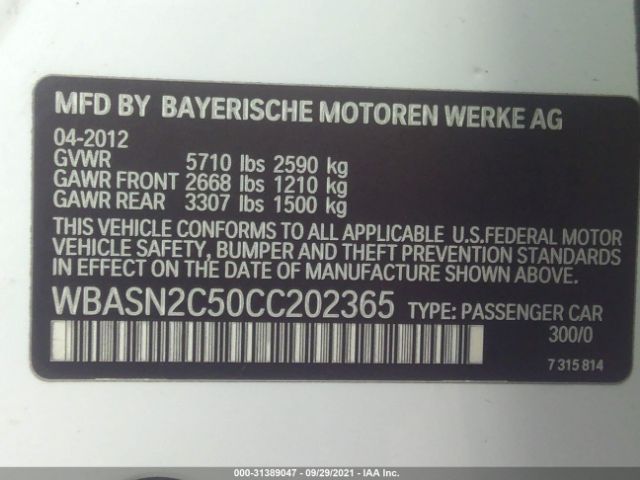 MFD BY BAYERISCHE MOTOREN WERKE AG
04-2012
GVWR 5710 lbs 2590 kg
GAWR FRONT 2668 lbs 1210 kg
GAWR REAR 3307 lbs 1500 kg
THIS VEHICLE CONFORMS TO ALL APPLICABLE U.S.FEDERAL MOTOR
VEHICLE SAFETY, BUMPER AND THEFT PREVENTION STANDARDS
IN EFFECT ON THE DATE OF MANUFACTURE SHOWN ABOVE.
WBASN2C50CC202365 TYPE: PASSENGER CAR
300/0
7 315 814
000-31389047 - 09/29/2021 - IAA Inc.